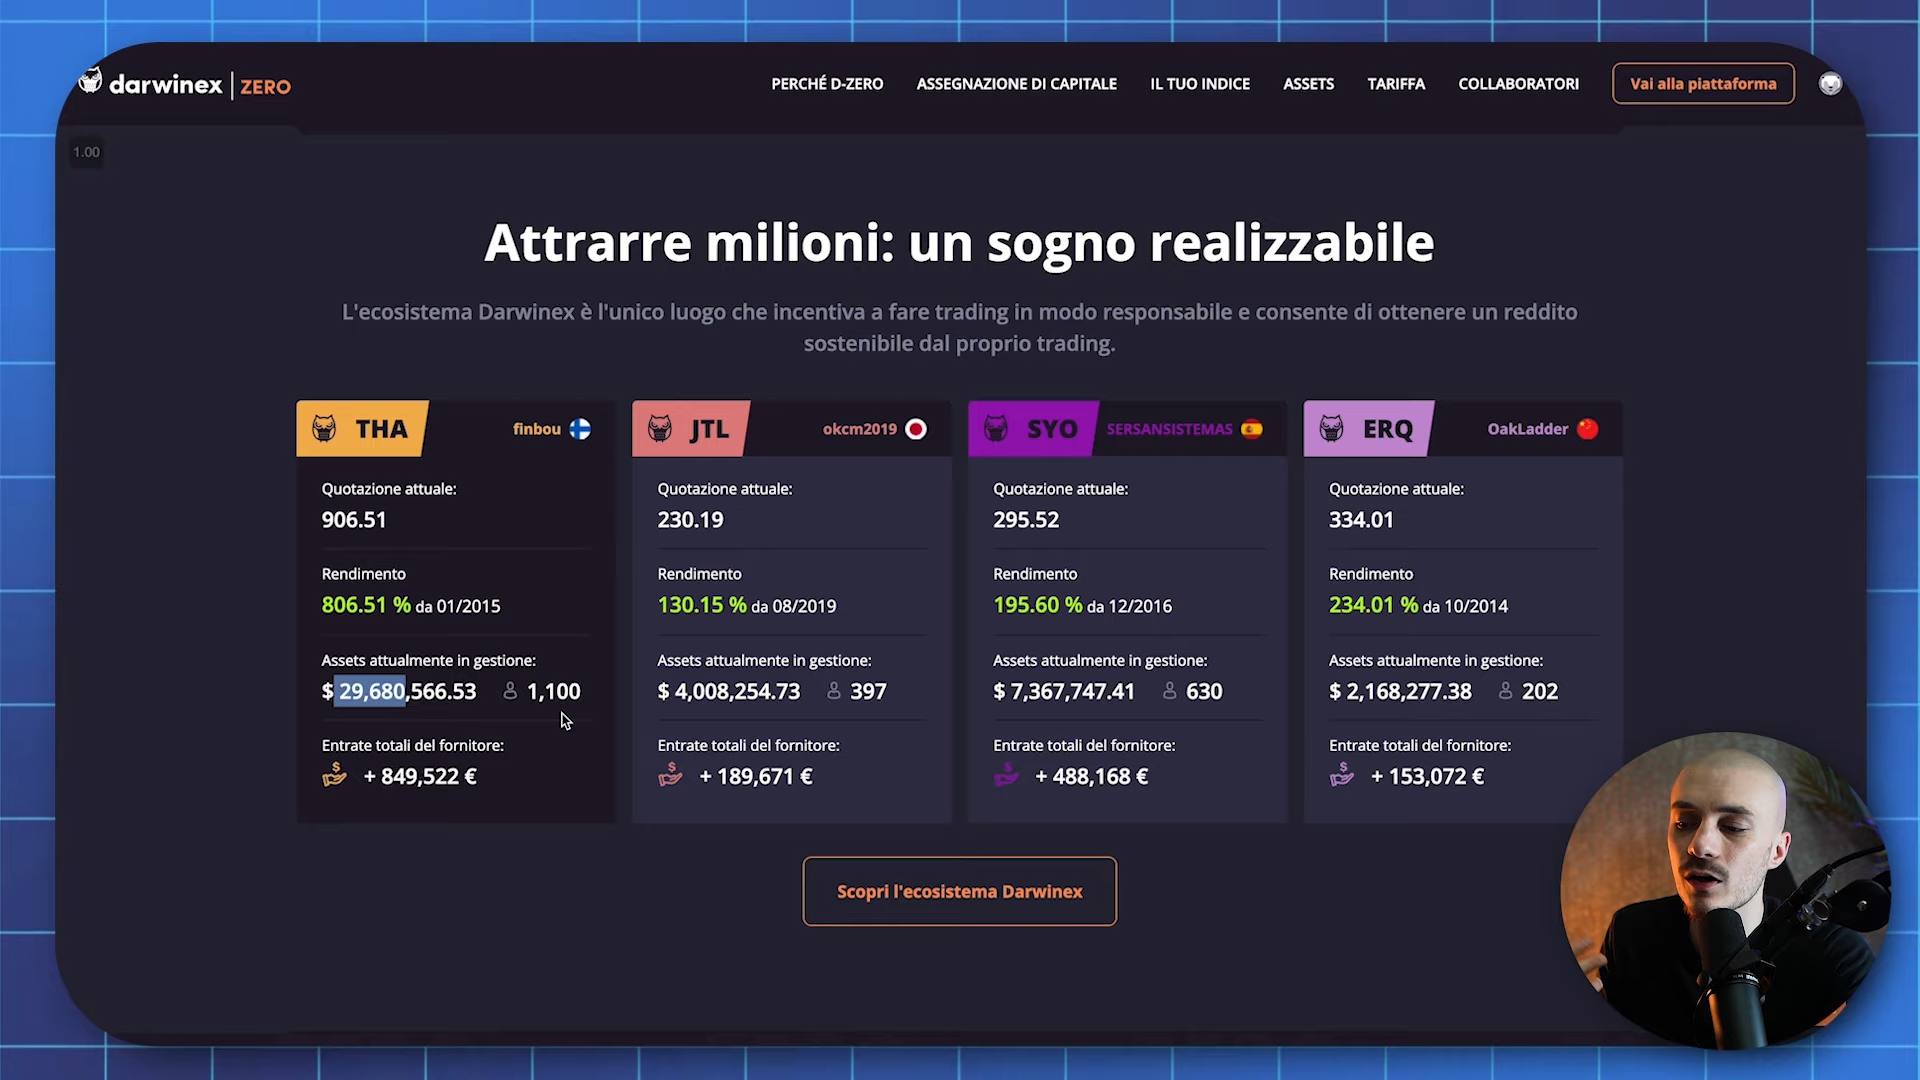 darwinex | ZERO
PERCHÉ D-ZERO
ASSEGNAZIONE DI CAPITALE
IL TUO INDICE
ASSETS
TARIFFA
COLLABORATORI
Vai alla piattaforma
1.00
Attrarre milioni: un sogno realizzabile
L'ecosistema Darwinex è l'unico luogo che incentiva a fare trading in modo responsabile e consente di ottenere un reddito
sostenibile dal proprio trading.
THA
finbou
Quotazione attuale:
906.51
Rendimento
806.51 % da 01/2015
Assets attualmente in gestione:
$ 29,680,566.53 1,100
Entrate totali del fornitore:
+ 849,522 €
JTL
okcm2019
Quotazione attuale:
230.19
Rendimento
130.15 % da 08/2019
Assets attualmente in gestione:
$ 4,008,254.73 397
Entrate totali del fornitore:
+ 189,671 €
SYO
SERSANSISTEMAS
Quotazione attuale:
295.52
Rendimento
195.60 % da 12/2016
Assets attualmente in gestione:
$ 7,367,747.41 630
Entrate totali del fornitore:
+ 488,168 €
ERQ
OakLadder
Quotazione attuale:
334.01
Rendimento
234.01 % da 10/2014
Assets attualmente in gestione:
$ 2,168,277.38 202
Entrate totali del fornitore:
+ 153,072 €
Scopri l'ecosistema Darwinex